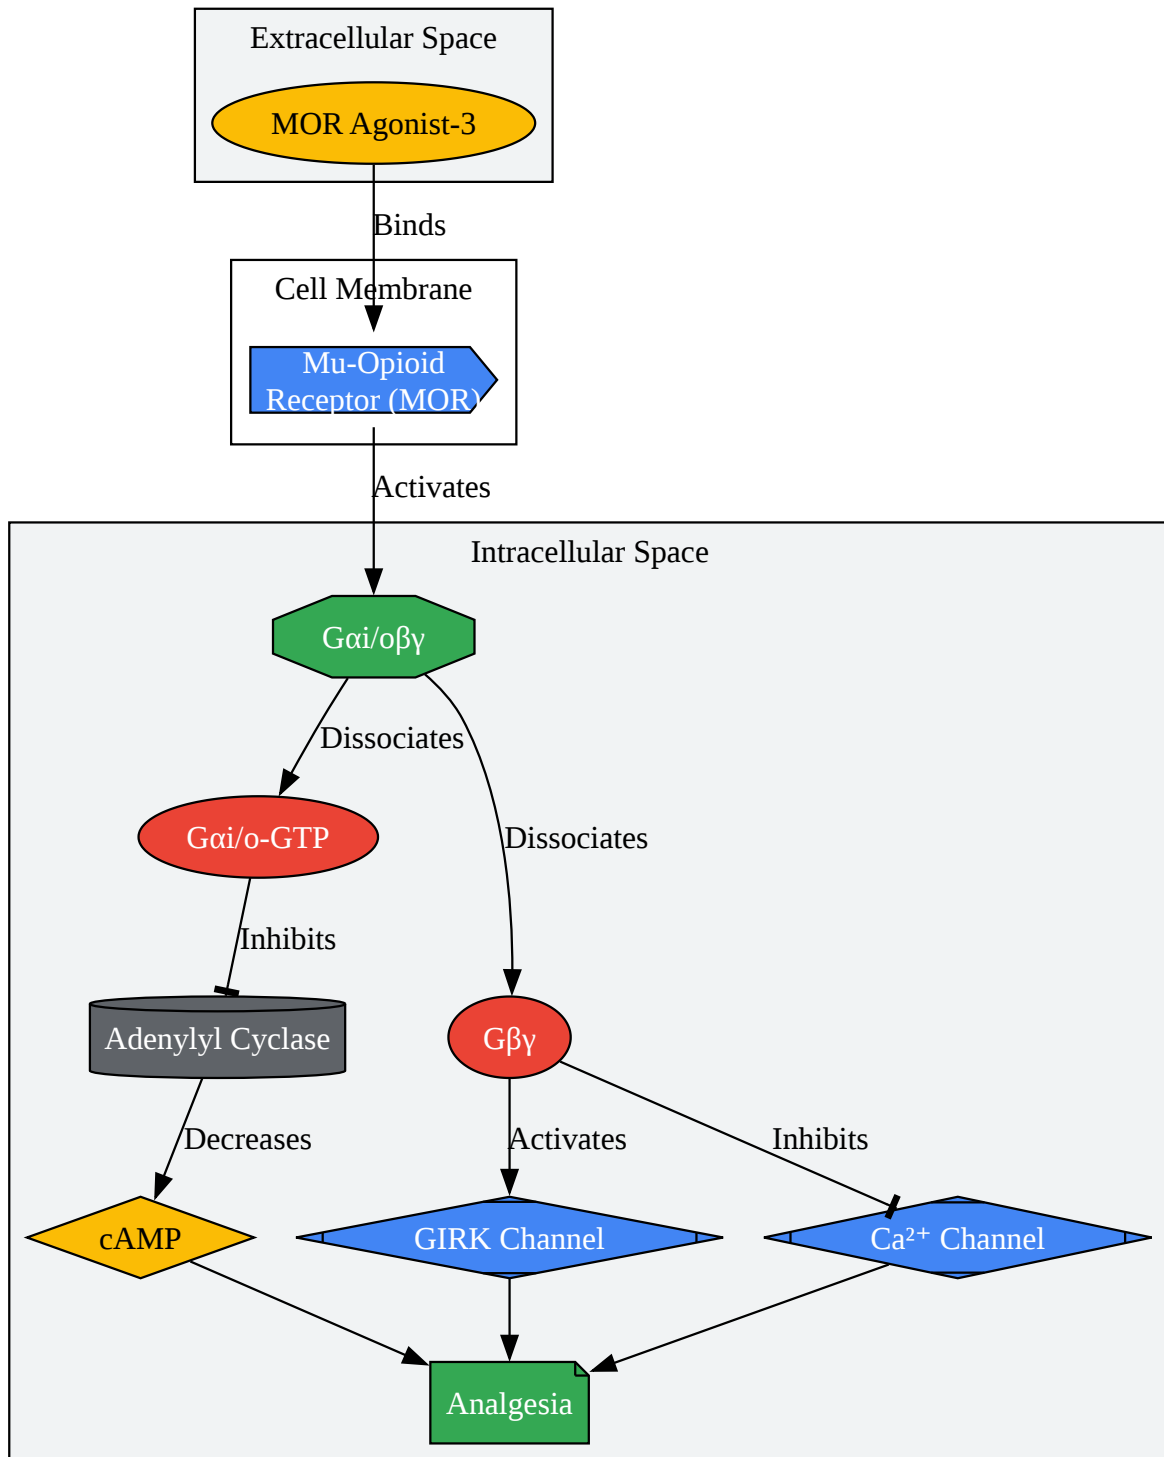 Extracellular Space
MOR Agonist-3
Binds
Cell Membrane
Mu-Opioid
Receptor (MOR)
Activates
Intracellular Space
Gαi/oβγ
Dissociates
Gαi/o-GTP
Dissociates
Inhibits
Adenylyl Cyclase
Gβγ
Decreases
Activates
Inhibits
cAMP
GIRK Channel
Ca²⁺ Channel
Analgesia